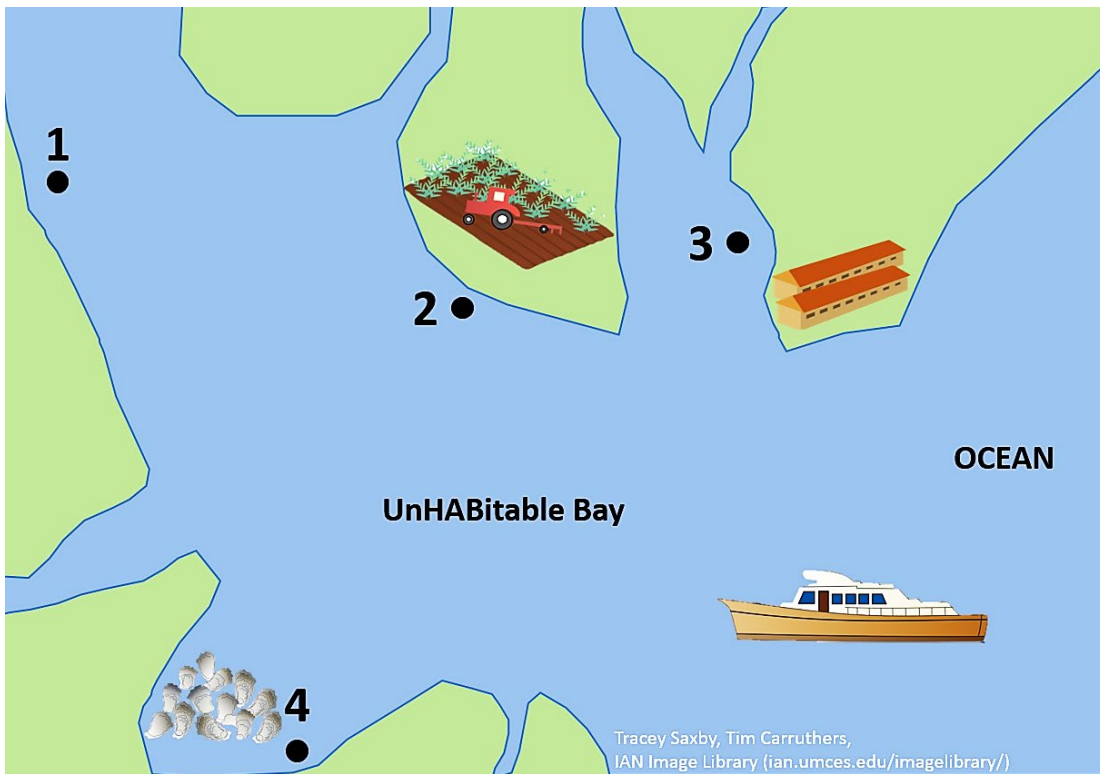 1
3
2
OCEAN
UnHABitable Bay
4
Tracey Saxby, Tim Carruthers,
IAN Image Library (ian.umces.edu/imagelibrary/)